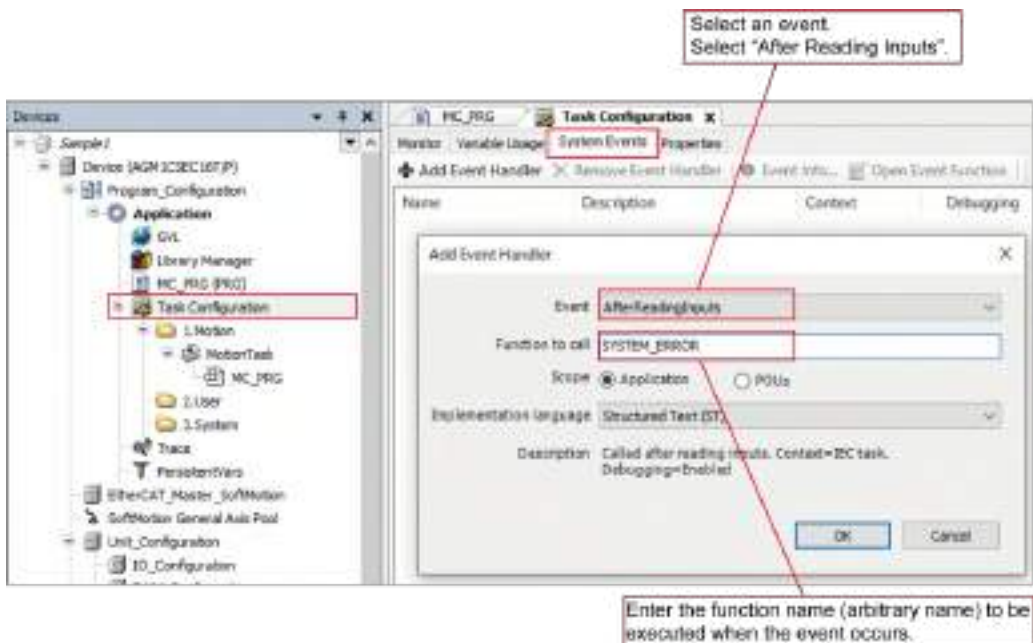 Select an event.
Select "After Reading Inputs".
Devices
MC_PRG
Task Configuration
Sample1
Monitor Variable Usage System Events Properties
Device (AGM1CSEC16T/P)
Add Event Handler Remove Event Handler Event Info... Open Event Function
Program_Configuration
Name Description Context Debugging
Application
GVL
Add Event Handler
Library Manager
MC_PRG (PRG)
Event AfterReadingInputs
Task Configuration
1.Motion
Function to call SYSTEM_ERROR
MotionTask
MC_PRG
Scope Application POUs
2.User
Implementation language Structured Text (ST)
3.System
Trace
Description Called after reading inputs. Context=IEC task.
Debugging=Enabled
PersistentVars
EtherCAT_Master_SoftMotion
SoftMotion General Axis Pool
OK Cancel
Unit_Configuration
IO_Configuration
Enter the function name (arbitrary name) to be
executed when the event occurs.